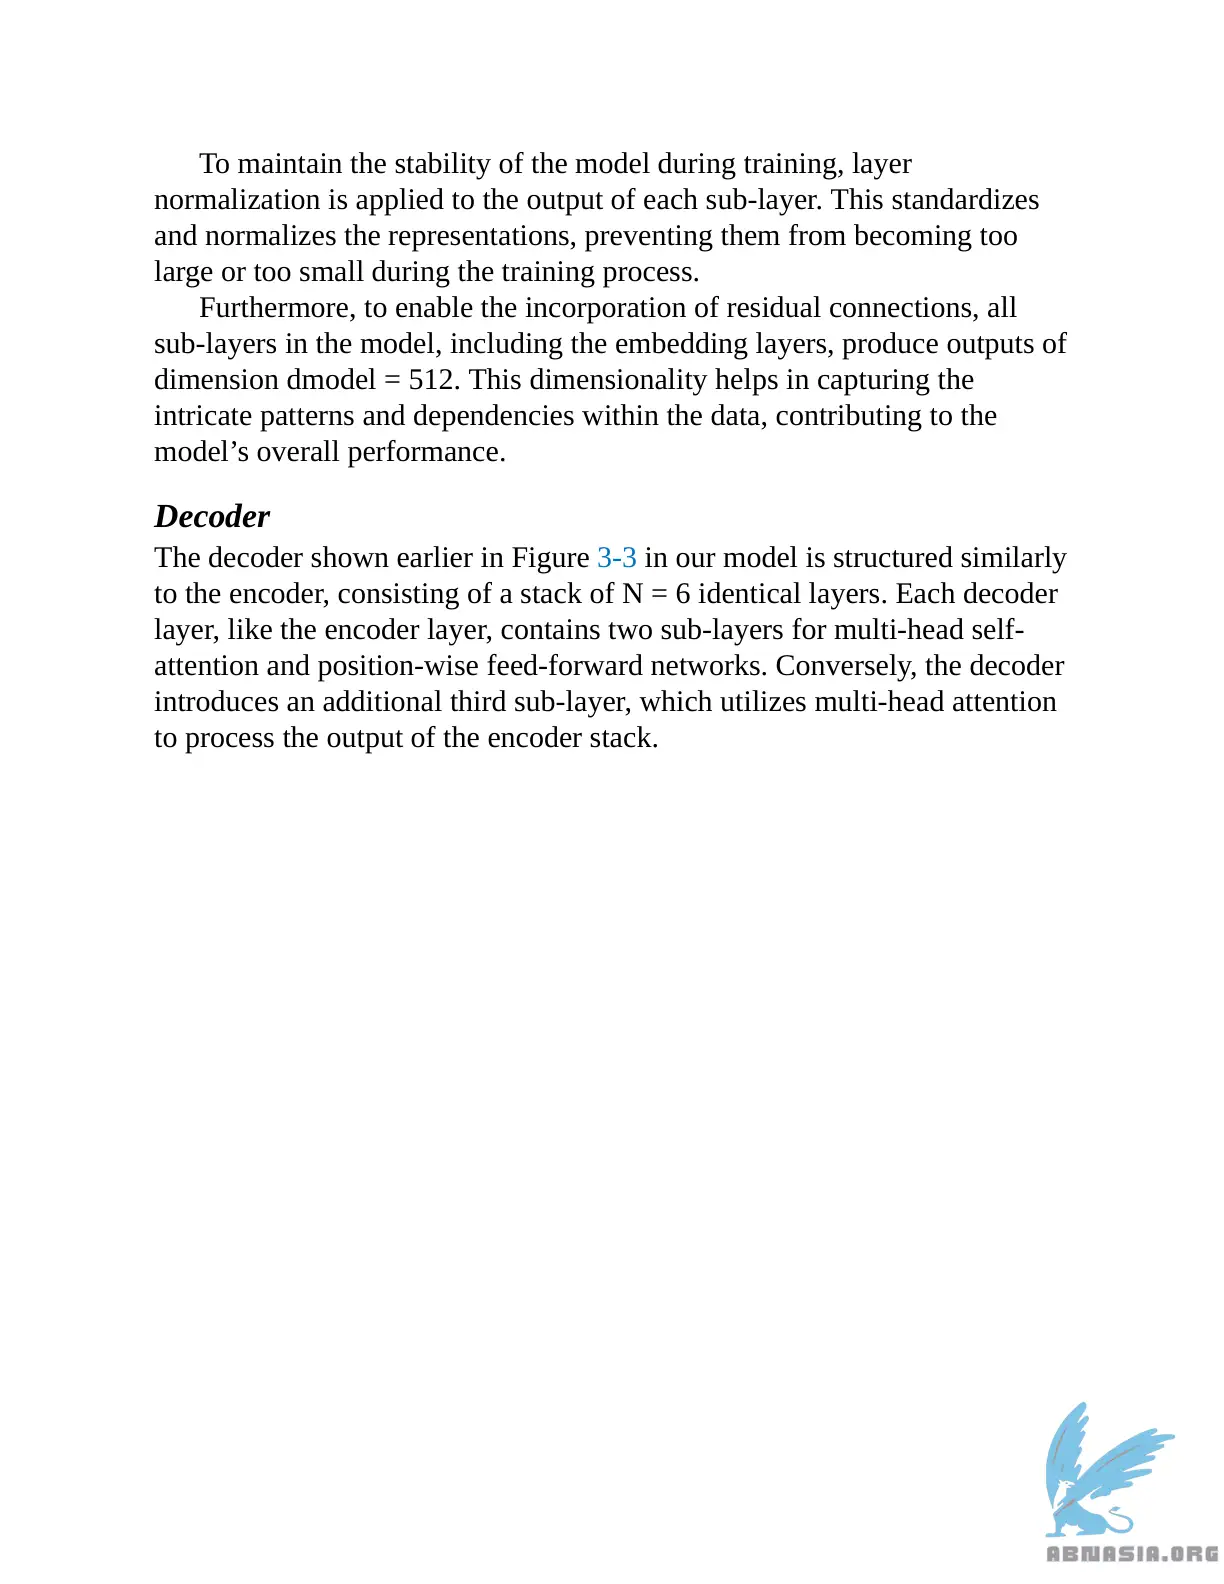 To maintain the stability of the model during training, layer
normalization is applied to the output of each sub-layer. This standardizes
and normalizes the representations, preventing them from becoming too
large or too small during the training process.
Furthermore, to enable the incorporation of residual connections, all
sub-layers in the model, including the embedding layers, produce outputs of
dimension dmodel = 512. This dimensionality helps in capturing the
intricate patterns and dependencies within the data, contributing to the
model’s overall performance.
Decoder
The decoder shown earlier in Figure 3-3 in our model is structured similarly
to the encoder, consisting of a stack of N = 6 identical layers. Each decoder
layer, like the encoder layer, contains two sub-layers for multi-head self-
attention and position-wise feed-forward networks. Conversely, the decoder
introduces an additional third sub-layer, which utilizes multi-head attention
to process the output of the encoder stack.
ABNASIA.ORG